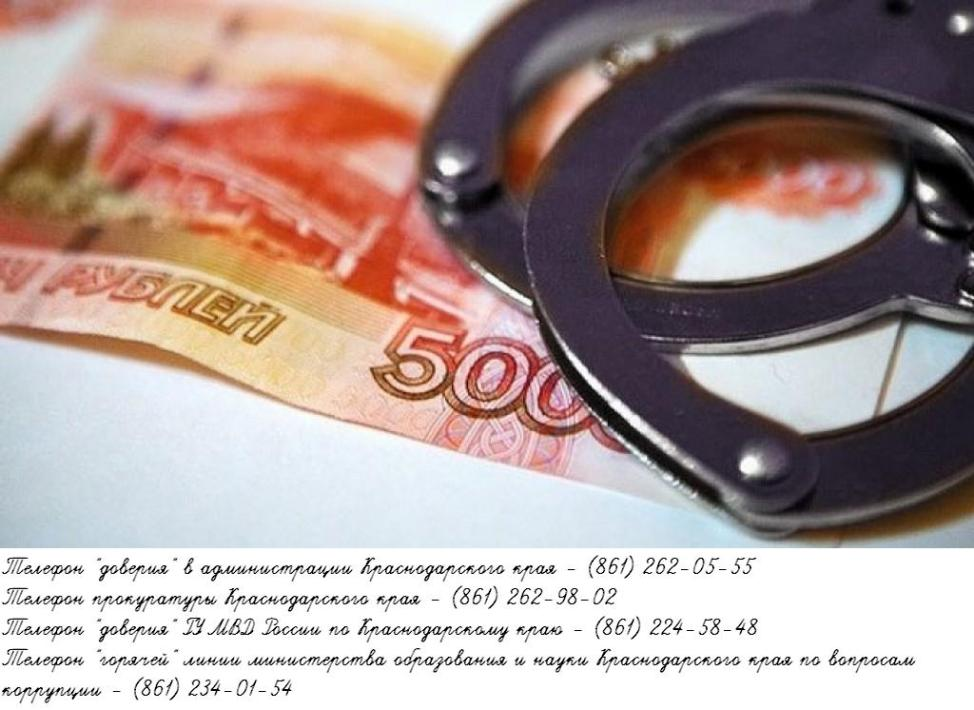 РУБЛЕЙ
500
Телефон "доверия" в администрации Краснодарского края - (861) 262-05-55
Телефон прокуратуры Краснодарского края - (861) 262-98-02
Телефон "доверия" ГУ МВД России по Краснодарскому краю - (861) 224-58-48
Телефон "горячей" линии министерства образования и науки Краснодарского края по вопросам
коррупции - (861) 234-01-54